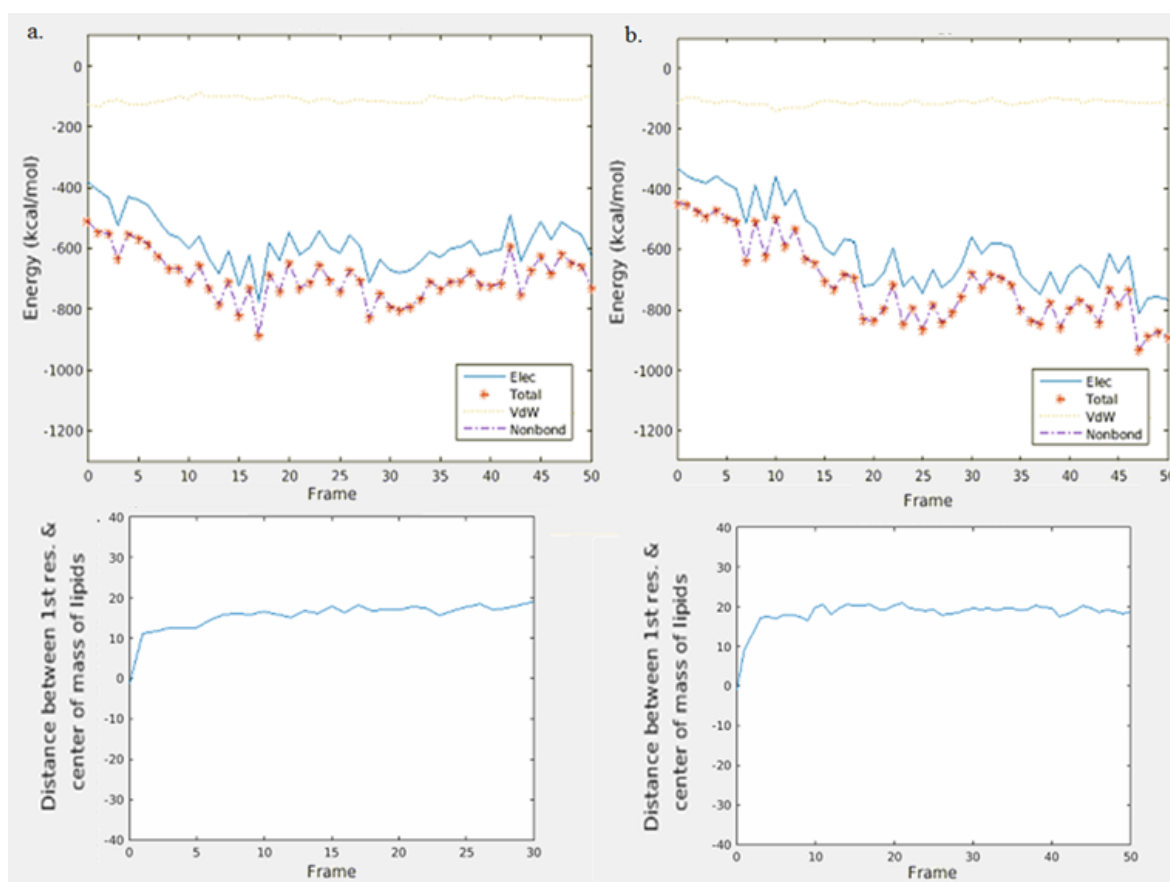 a.
0
-200
-400
-600
-800
-1000
-1200
Energy (kcal/mol)
Elec
Total
VdW
Nonbond
0 5 10 15 20 25 30 35 40 45 50
Frame
b.
0
-200
-400
-600
-800
-1000
-1200
Energy (kcal/mol)
Elec
Total
VdW
Nonbond
0 5 10 15 20 25 30 35 40 45 50
Frame
40
30
20
10
0
-10
-20
-30
-40
Distance between 1st res. &
center of mass of lipids
0 5 10 15 20 25 30
Frame
40
30
20
10
0
-10
-20
-30
-40
Distance between 1st res. &
center of mass of lipids
0 10 20 30 40 50
Frame